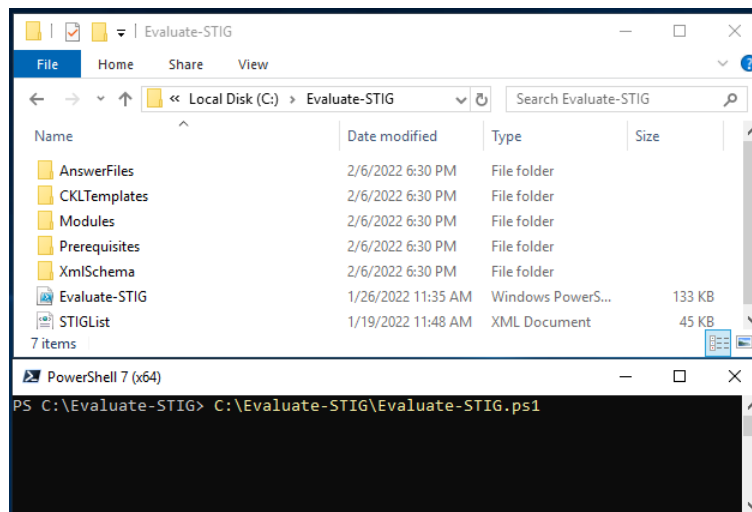 Evaluate-STIG
File Home Share View
« Local Disk (C:) > Evaluate-STIG Search Evaluate-STIG
Name Date modified Type Size
AnswerFiles 2/6/2022 6:30 PM File folder
CKLTemplates 2/6/2022 6:30 PM File folder
Modules 2/6/2022 6:30 PM File folder
Prerequisites 2/6/2022 6:30 PM File folder
XmlSchema 2/6/2022 6:30 PM File folder
Evaluate-STIG 1/26/2022 11:35 AM Windows PowerS... 133 KB
STIGList 1/19/2022 11:48 AM XML Document 45 KB
7 items
PowerShell 7 (x64)
PS C:\Evaluate-STIG> C:\Evaluate-STIG\Evaluate-STIG.ps1